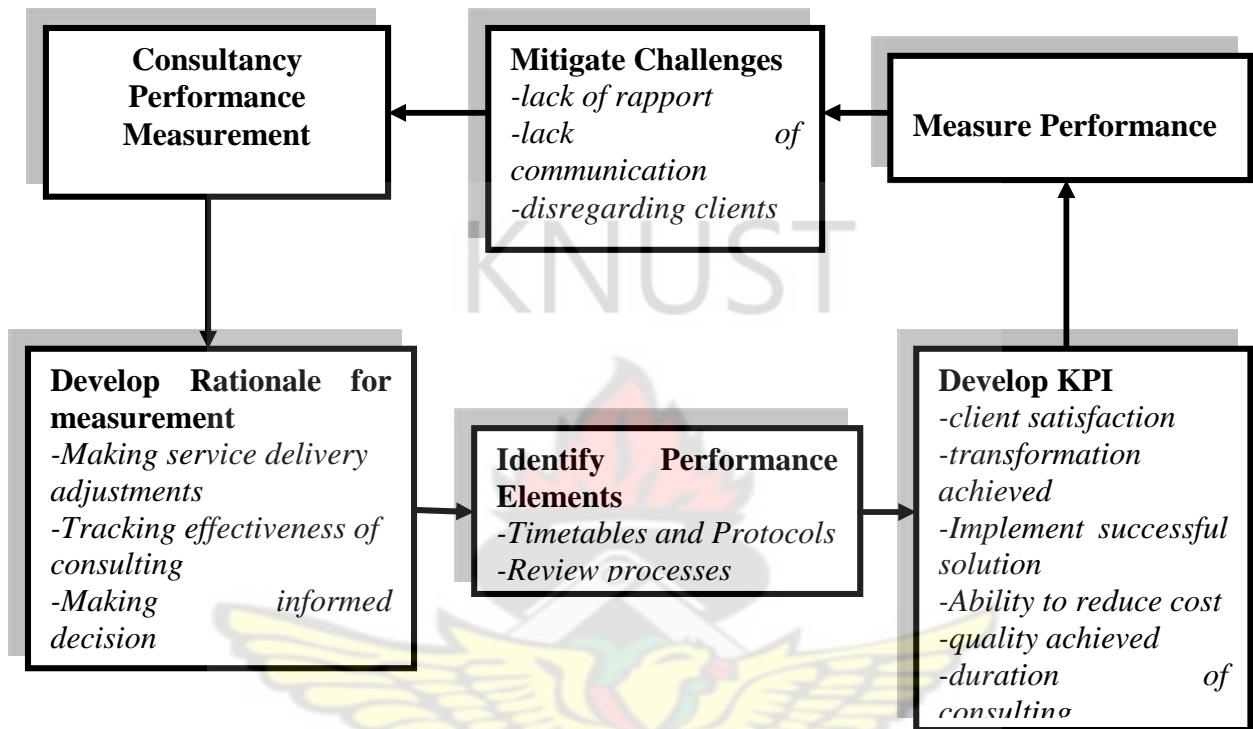 Consultancy
Performance
Measurement
Mitigate Challenges
-lack of rapport
-lack of
communication
-disregarding clients
Measure Performance
KNUST
Develop Rationale for
measurement
-Making service delivery
adjustments
-Tracking effectiveness of
consulting
-Making informed
decision
Identify Performance
Elements
-Timetables and Protocols
-Review processes
Develop KPI
-client satisfaction
-transformation
achieved
-Implement successful
solution
-Ability to reduce cost
-quality achieved
-duration of
consulting